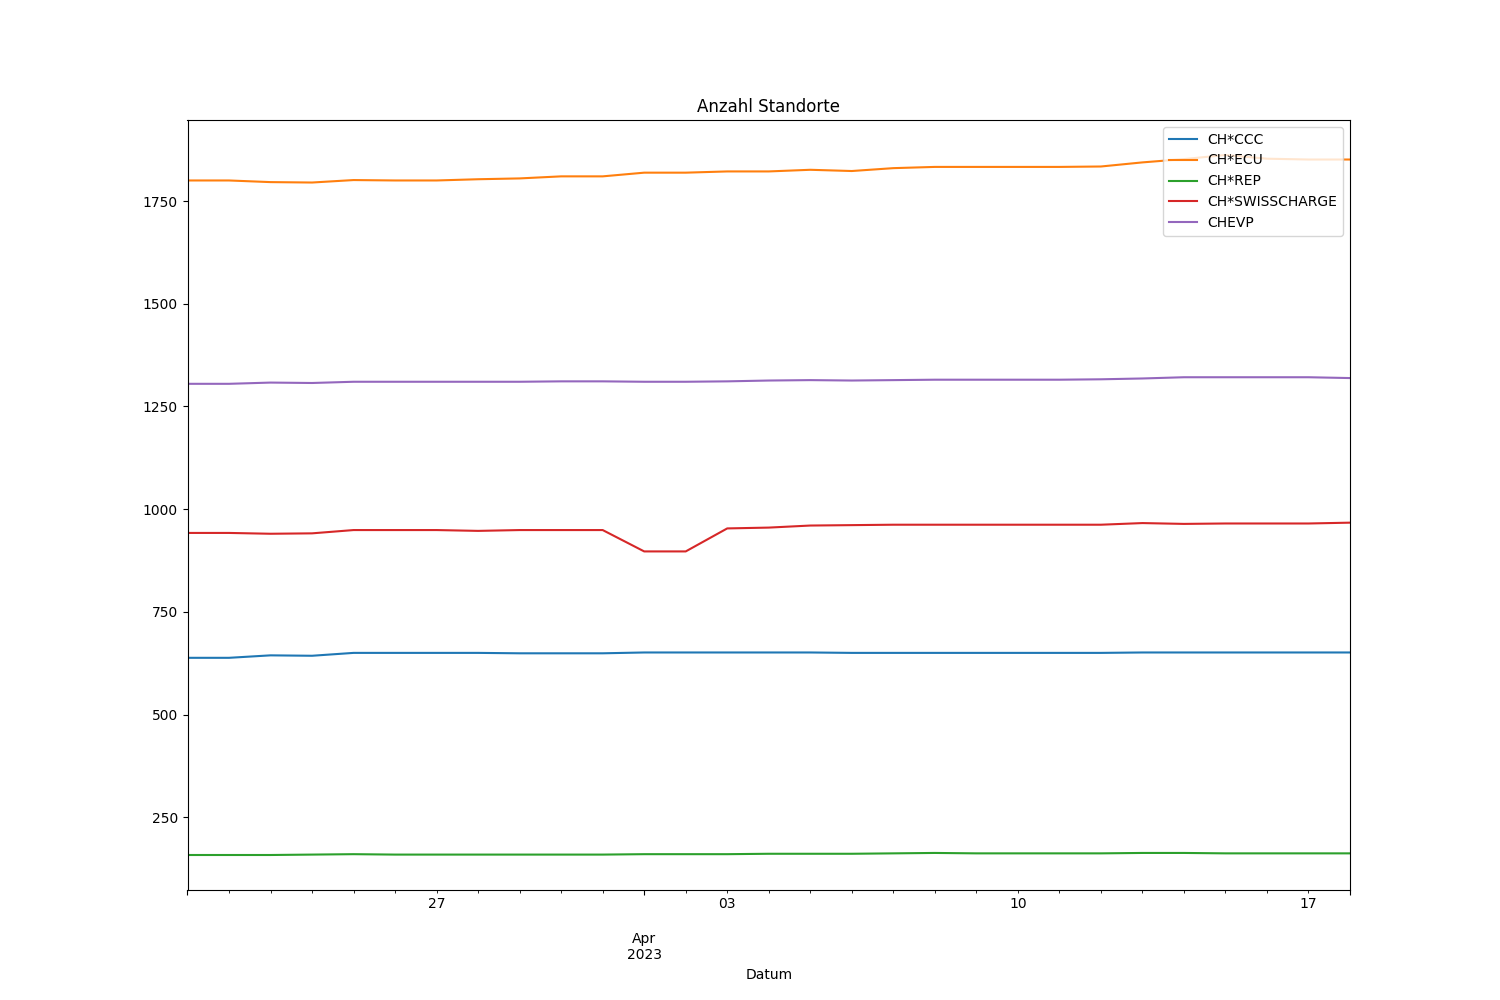 Anzahl Standorte
CH*CCC
CH*ECU
CH*REP
CH*SWISSCHARGE
CHEVP
1750
1500
1250
1000
750
500
250
27
03
10
17
Apr
2023
Datum